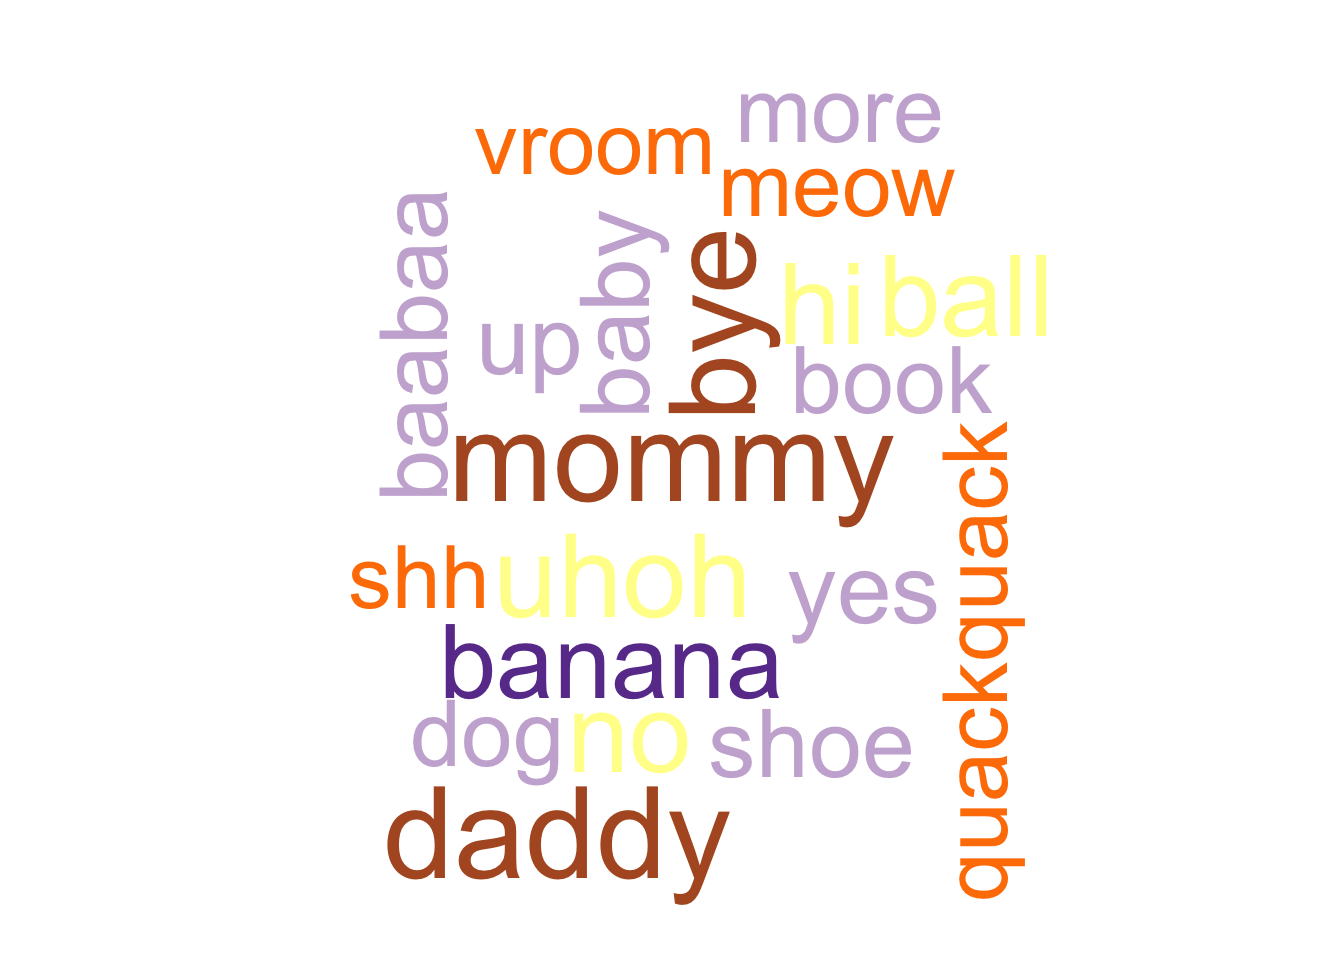 more
vroom
meow
baabaa
baby
bye
hi
ball
up
book
mommy
quackquack
shh
uhoh
yes
banana
dog
no
shoe
daddy